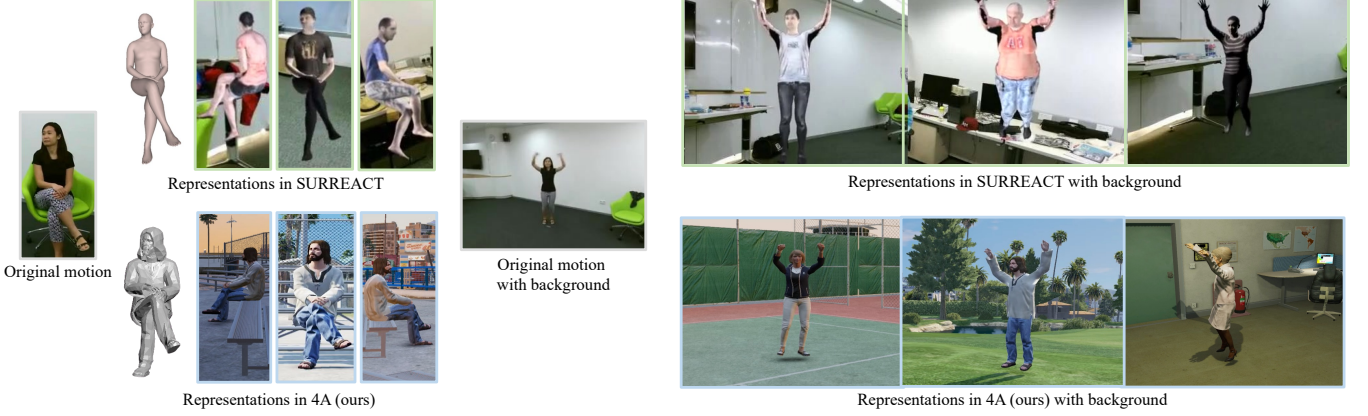 Representations in SURREACT
Original motion
Representations in 4A (ours)
Original motion
with background
Representations in SURREACT with background
Representations in 4A (ours) with background